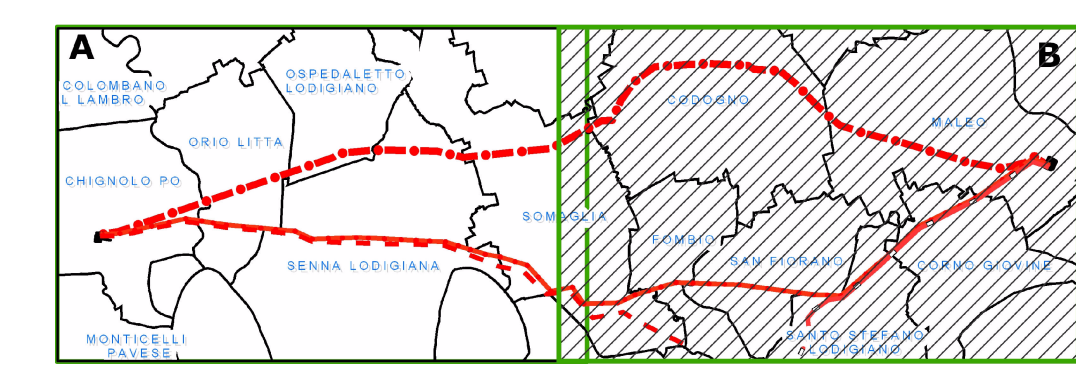 A
B
COLOMBANO
L LAMBRO
OSPEDALETTO
LODIGIANO
CODOGNO
MALEO
ORIO LITTA
CHIGNOLO PO
SOMAGLIA
FOMBIO
SAN FIORANO
SENNA LODIGIANA
CORNO GIOVINE
MONTICELLI
PAVESE
SANTO STEFANO
LODIGIANO